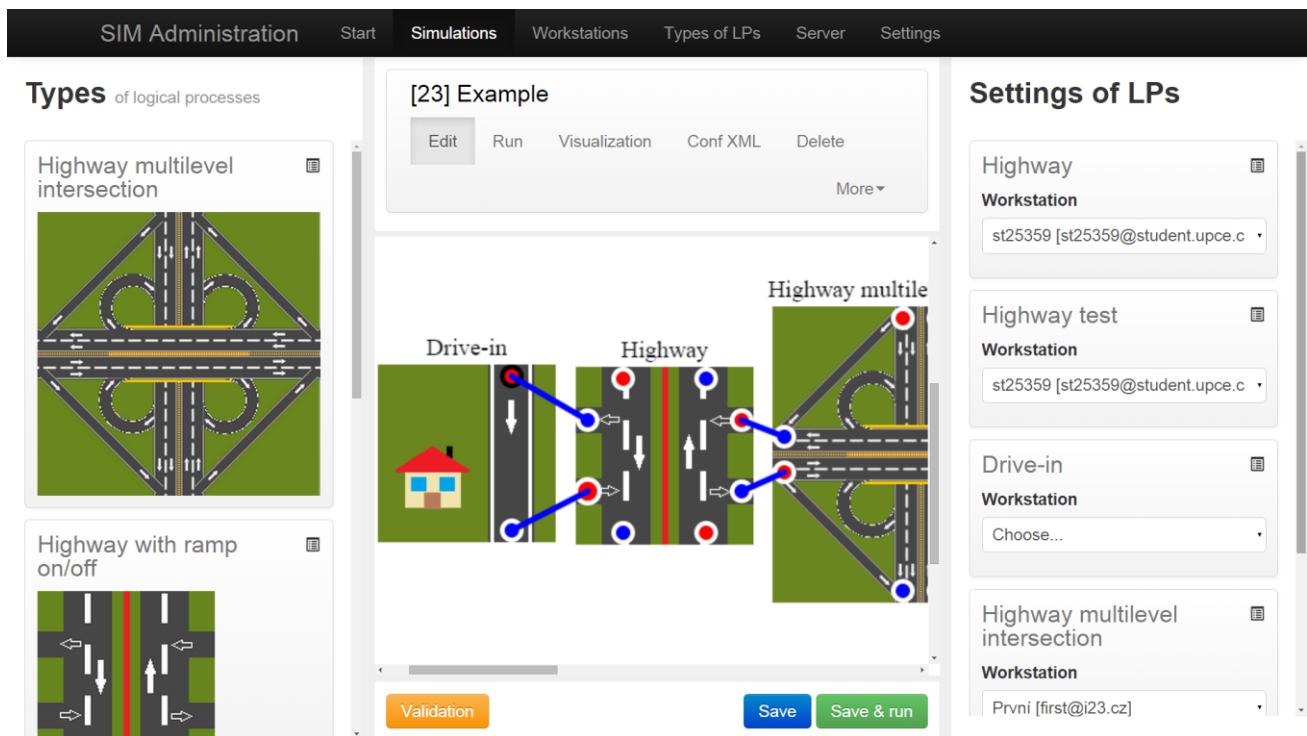 SIM Administration Start Simulations Workstations Types of LPs Server Settings
Types of logical processes
Highway multilevel
intersection
Highway with ramp
on/off
[23] Example
Edit Run Visualization Conf XML Delete
More
Highway multile
Drive-in
Highway
Validation Save Save & run
Settings of LPs
Highway
Workstation
st25359 [st25359@student.upce.c
Highway test
Workstation
st25359 [st25359@student.upce.c
Drive-in
Workstation
Choose...
Highway multilevel
intersection
Workstation
První [first@i23.cz]